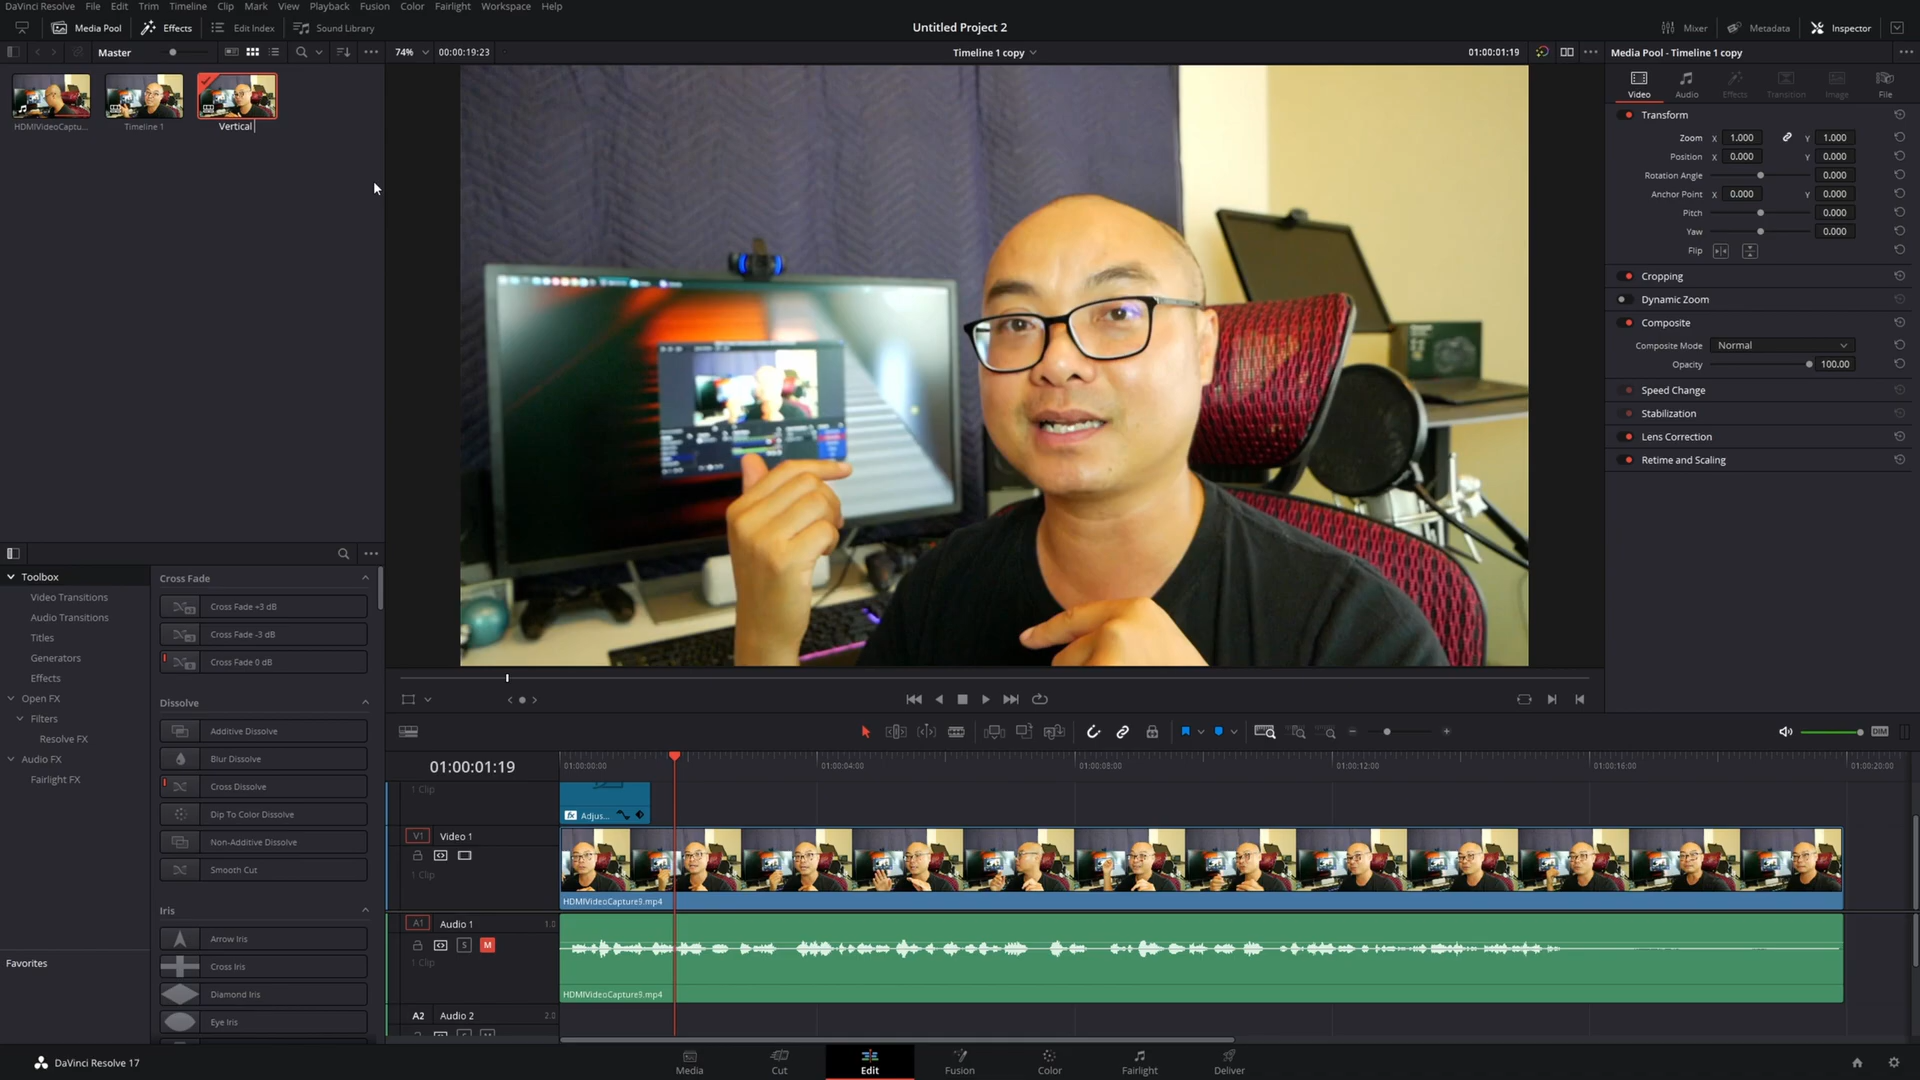 DaVinci Resolve File Edit Trim Timeline Clip Mark View Playback Fusion Color Fairlight Workspace Help
Media Pool Effects Edit Index Sound Library Untitled Project 2 Mixer Metadata Inspector
Master 74% 00:00:19:23 Timeline 1 copy 01:00:01:19 Media Pool - Timeline 1 copy
Video Audio Effects Transition Image File
HDMIVideoCaptu... Timeline 1 Vertical
Transform
Zoom X 1.000 Y 1.000
Position X 0.000 Y 0.000
Rotation Angle 0.000
Anchor Point X 0.000 Y 0.000
Pitch 0.000
Yaw 0.000
Flip
Cropping
Dynamic Zoom
Composite
Composite Mode Normal
Opacity 100.00
Speed Change
Stabilization
Lens Correction
Retime and Scaling
Toolbox
Video Transitions
Audio Transitions
Titles
Generators
Effects
Open FX
Filters
Resolve FX
Audio FX
Fairlight FX
Favorites
Cross Fade
Cross Fade +3 dB
Cross Fade -3 dB
Cross Fade 0 dB
Dissolve
Additive Dissolve
Blur Dissolve
Cross Dissolve
Dip To Color Dissolve
Non-Additive Dissolve
Smooth Cut
Iris
Arrow Iris
Cross Iris
Diamond Iris
Eye Iris
DIM
01:00:01:19 01:00:00:00 01:00:04:00 01:00:08:00 01:00:12:00 01:00:16:00 01:00:20:00
1 Clip
fx Adjus...
V1 Video 1
1 Clip
HDMIVideoCapture9.mp4
A1 Audio 1 1.0
S M
1 Clip
HDMIVideoCapture9.mp4
A2 Audio 2 2.0
DaVinci Resolve 17 Media Cut Edit Fusion Color Fairlight Deliver